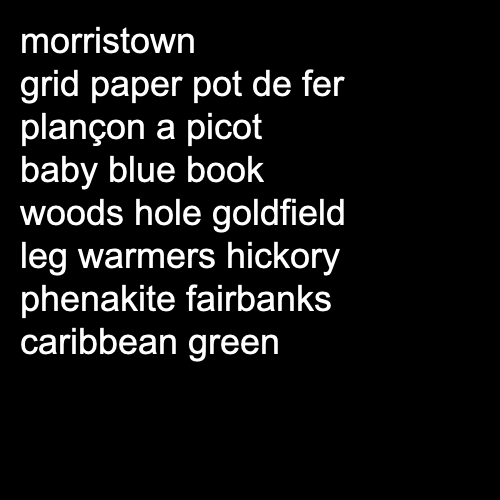 morristown
grid paper pot de fer
plançon a picot
baby blue book
woods hole goldfield
leg warmers hickory
phenakite fairbanks
caribbean green